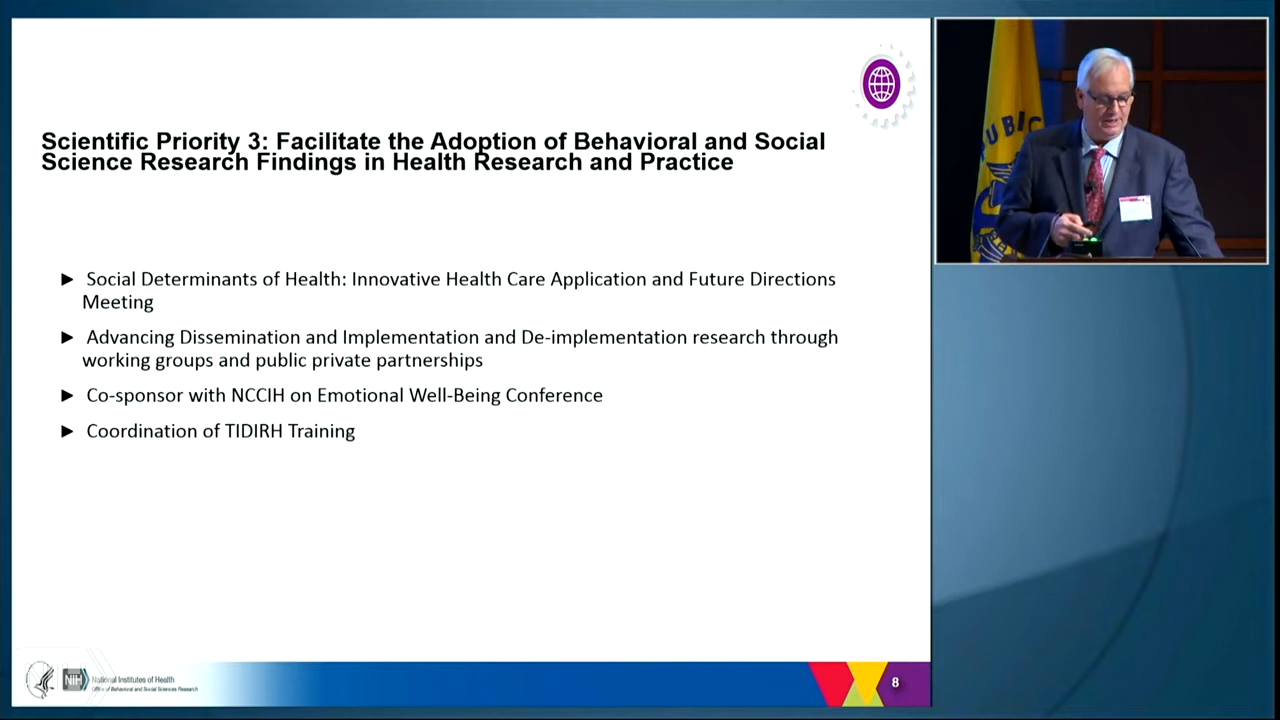 Scientific Priority 3: Facilitate the Adoption of Behavioral and Social
Science Research Findings in Health Research and Practice
► Social Determinants of Health: Innovative Health Care Application and Future Directions
Meeting
► Advancing Dissemination and Implementation and De-implementation research through
working groups and public private partnerships
► Co-sponsor with NCCIH on Emotional Well-Being Conference
► Coordination of TIDIRH Training
NIH
National Institutes of Health
Office of Behavioral and Social Sciences Research
8
UBIC